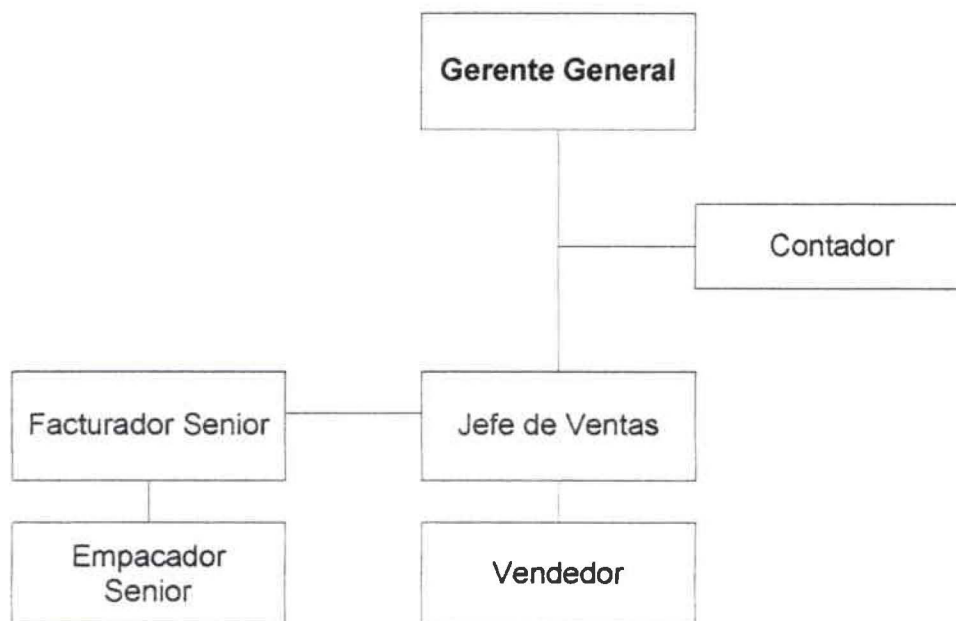 Gerente General
Contador
Facturador Senior
Jefe de Ventas
Empacador
Senior
Vendedor